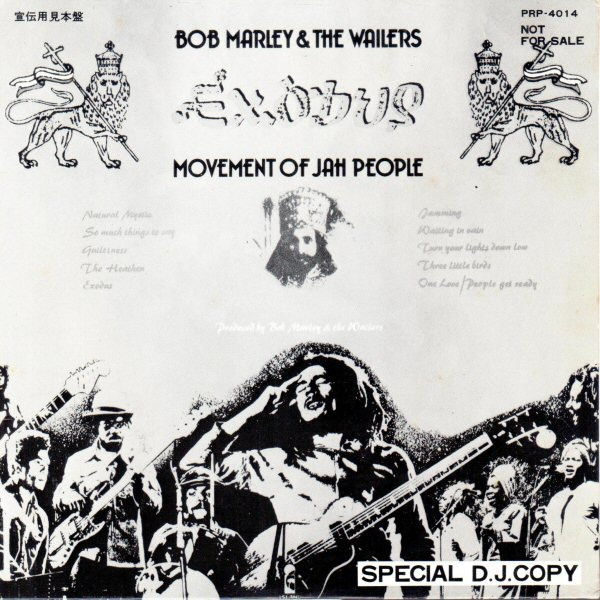 宣伝用見本盤
PRP-4014
NOT
FOR SALE
BOB MARLEY & THE WAILERS
Exodus
MOVEMENT OF JAH PEOPLE
Natural Mystic
So much things to say
Guiltiness
The Heathen
Exodus
Jamming
Waiting in vain
Turn your lights down low
Three little birds
One Love/People get ready
Produced by Bob Marley & the Wailers
SPECIAL D.J.COPY